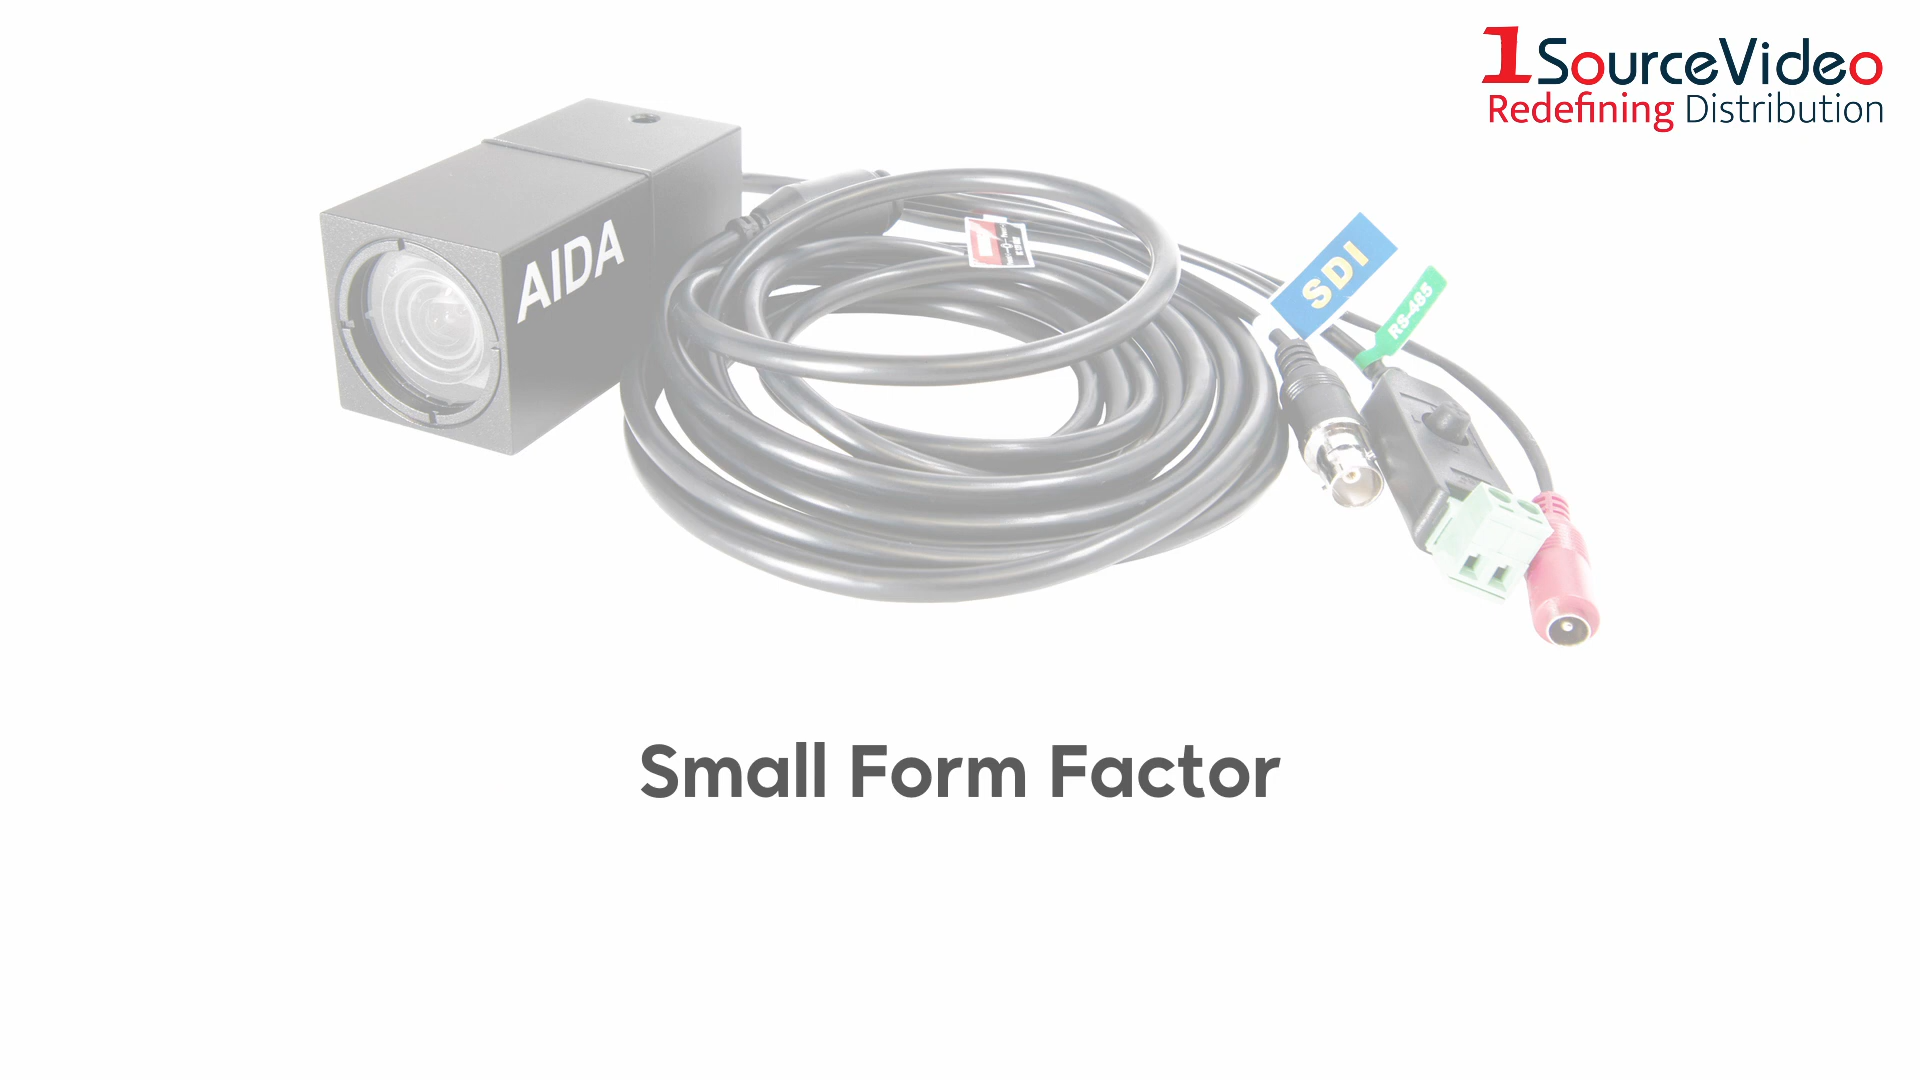 1SourceVideo
Redefining Distribution
AIDA
SDI
RS-485
Small Form Factor